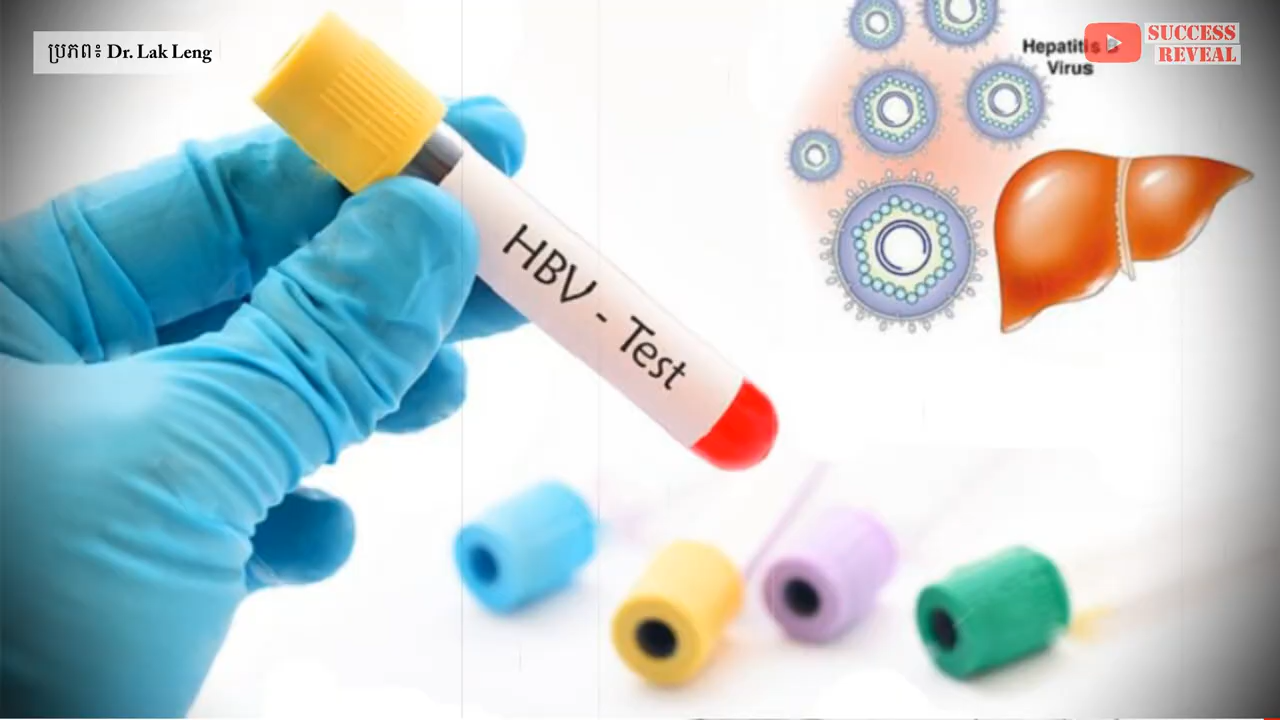 ប្រភព៖ Dr. Lak Leng
Hepatitis B
Virus
SUCCESS
REVEAL
HBV - Test